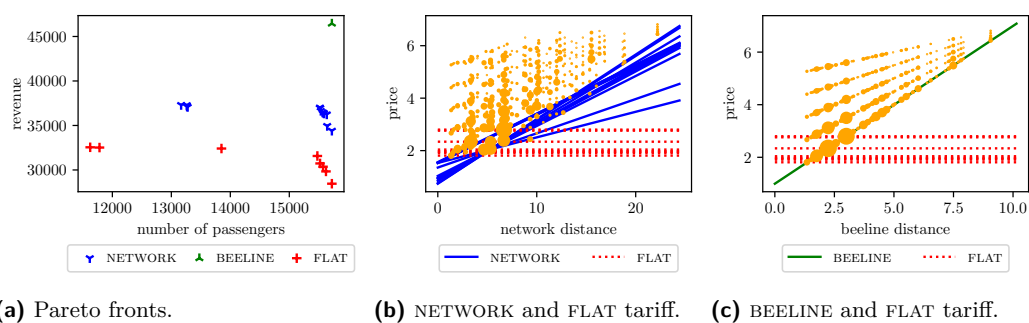 45000
40000
35000
30000
revenue
12000 13000 14000 15000
number of passengers
NETWORK BEELINE FLAT
6
4
2
price
0 10 20
network distance
NETWORK FLAT
6
4
2
price
0.0 2.5 5.0 7.5 10.0
beeline distance
BEELINE FLAT
(a) Pareto fronts.
(b) NETWORK and FLAT tariff.
(c) BEELINE and FLAT tariff.